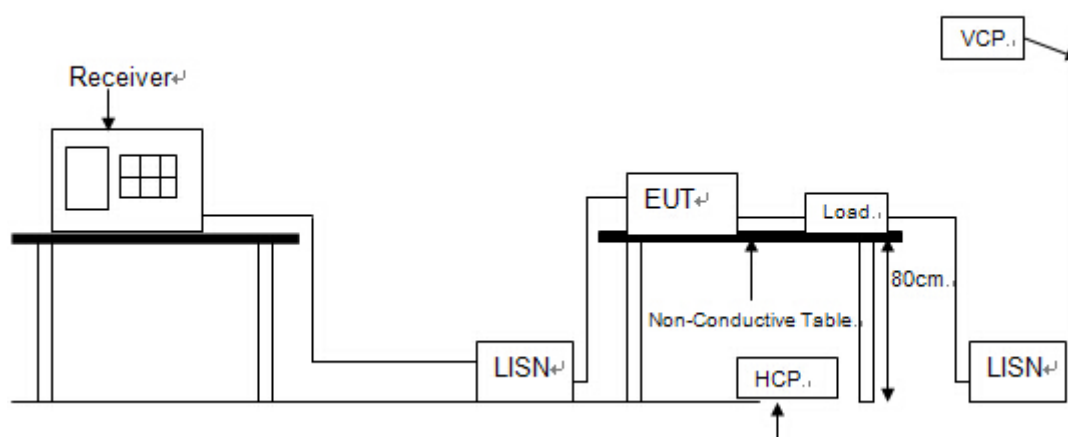 VCP.
Receiver↵
EUT↵
Load.
80cm.
Non-Conductive Table.
LISN↵
HCP.
LISN↵